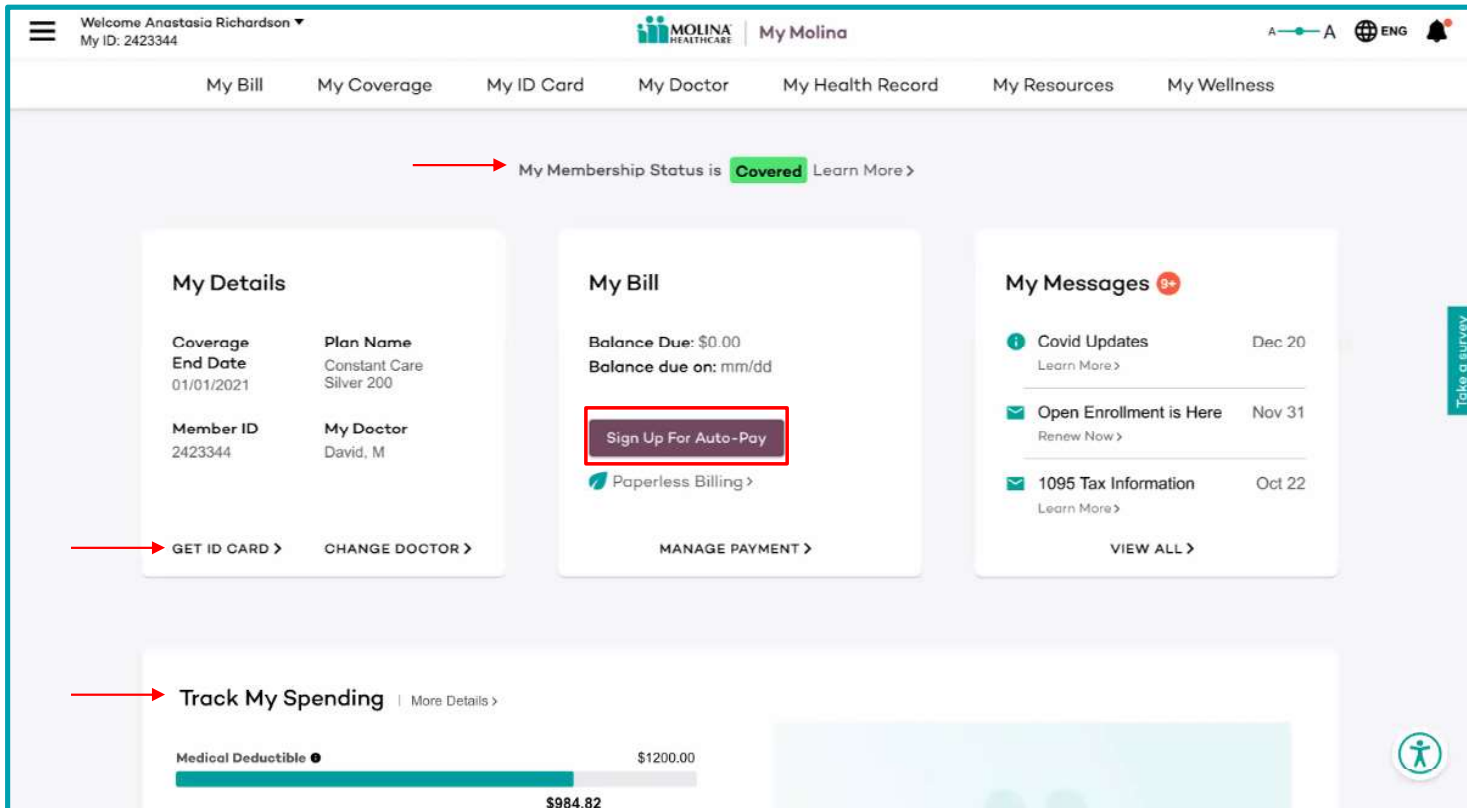 Welcome Anastasia Richardson
My ID: 2423344
MOLINA HEALTHCARE
My Molina
A A
ENG
My Bill My Coverage My ID Card My Doctor My Health Record My Resources My Wellness
My Membership Status is Covered Learn More >
My Details
Coverage End Date
01/01/2021
Plan Name
Constant Care
Silver 200
Member ID
2423344
My Doctor
David, M
GET ID CARD > CHANGE DOCTOR >
My Bill
Balance Due: $0.00
Balance due on: mm/dd
Sign Up For Auto-Pay
Paperless Billing >
MANAGE PAYMENT >
My Messages 9+
Covid Updates Dec 20
Learn More >
Open Enrollment is Here Nov 31
Renew Now >
1095 Tax Information Oct 22
Learn More >
VIEW ALL >
Take a survey
Track My Spending | More Details >
Medical Deductible $1200.00
$984.82